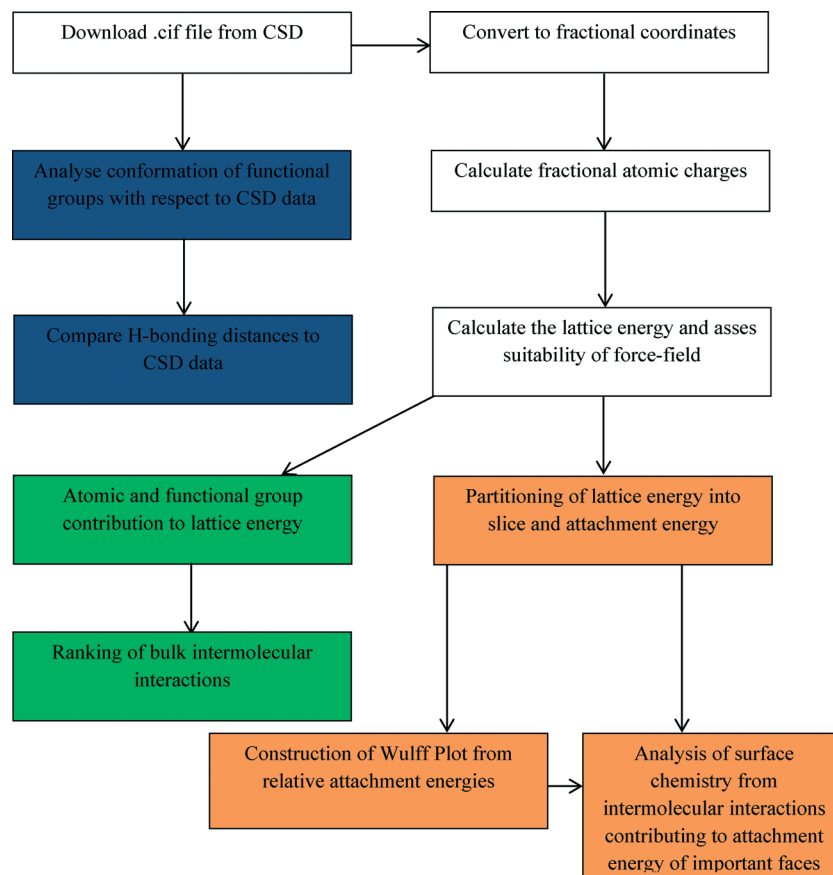 Download .cif file from CSD
Convert to fractional coordinates
Analyse conformation of functional
groups with respect to CSD data
Calculate fractional atomic charges
Compare H-bonding distances to
CSD data
Calculate the lattice energy and asses
suitability of force-field
Atomic and functional group
contribution to lattice energy
Partitioning of lattice energy into
slice and attachment energy
Ranking of bulk intermolecular
interactions
Construction of Wulff Plot from
relative attachment energies
Analysis of surface
chemistry from
intermolecular interactions
contributing to attachment
energy of important faces